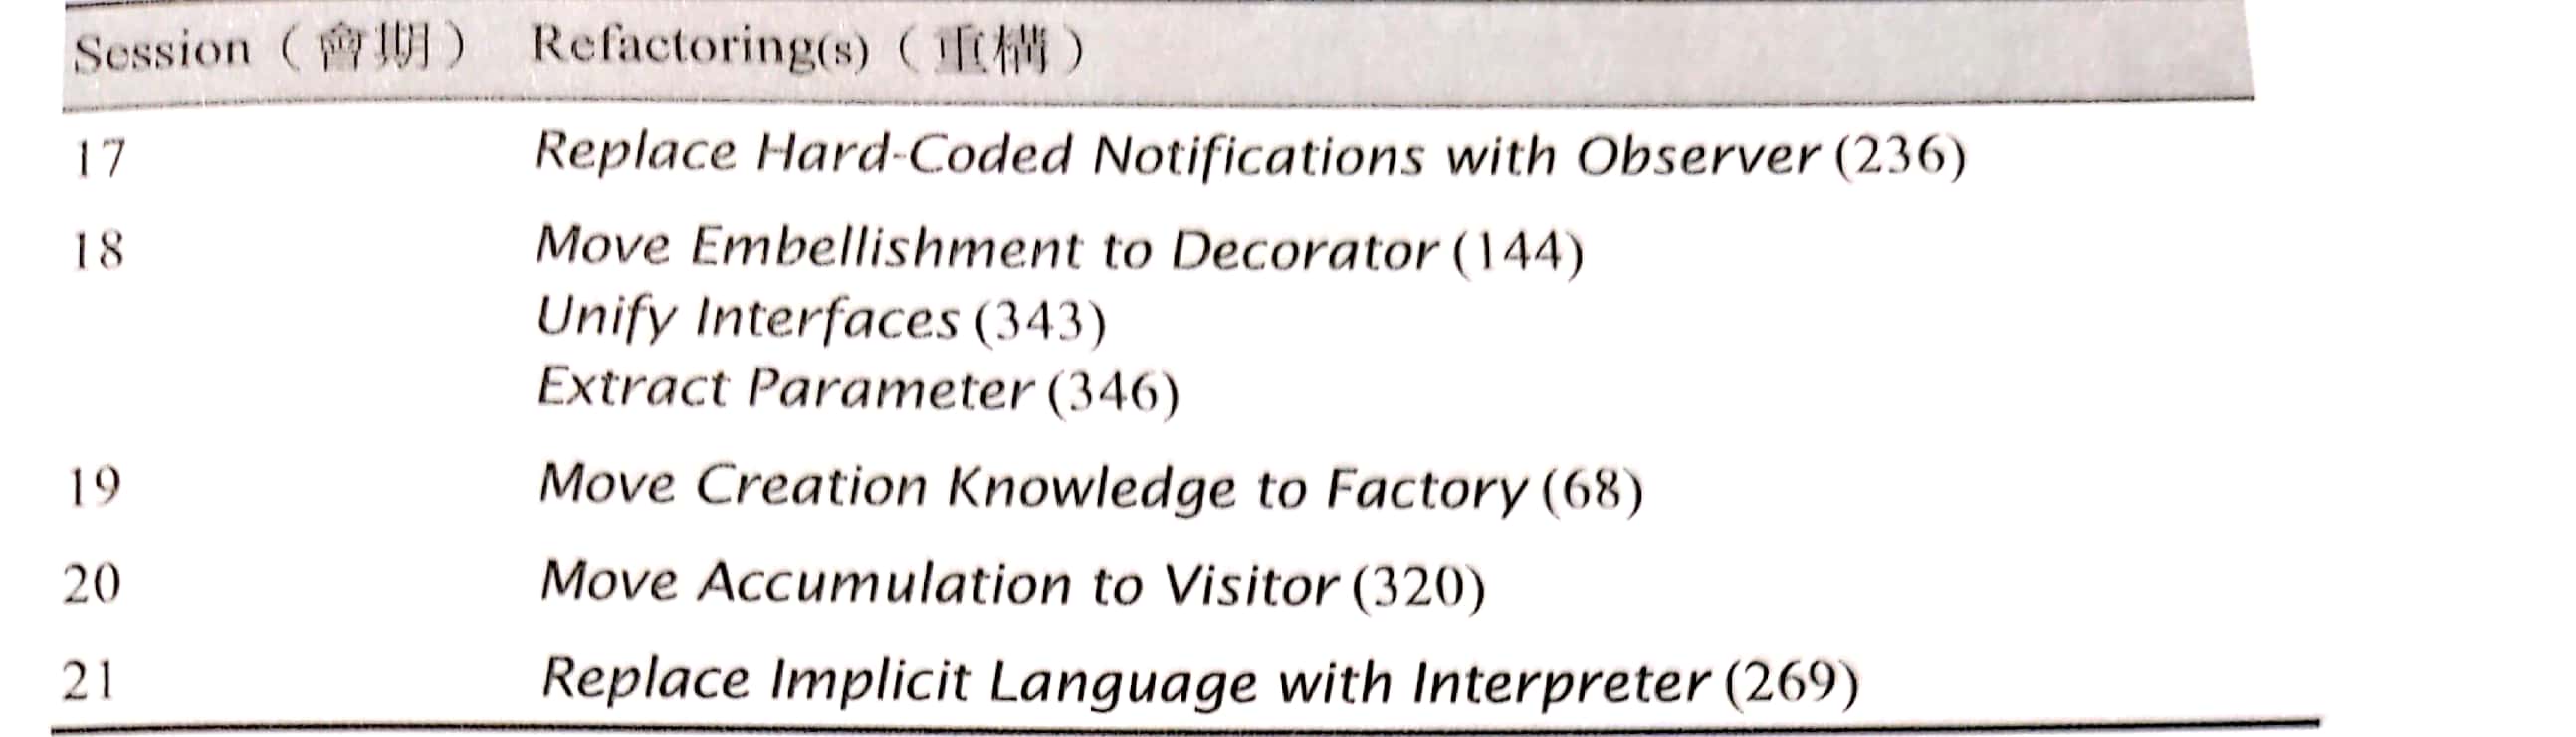 Session（會期） Refactoring(s)（重構）
17 Replace Hard-Coded Notifications with Observer (236)
18 Move Embellishment to Decorator (144)
Unify Interfaces (343)
Extract Parameter (346)
19 Move Creation Knowledge to Factory (68)
20 Move Accumulation to Visitor (320)
21 Replace Implicit Language with Interpreter (269)